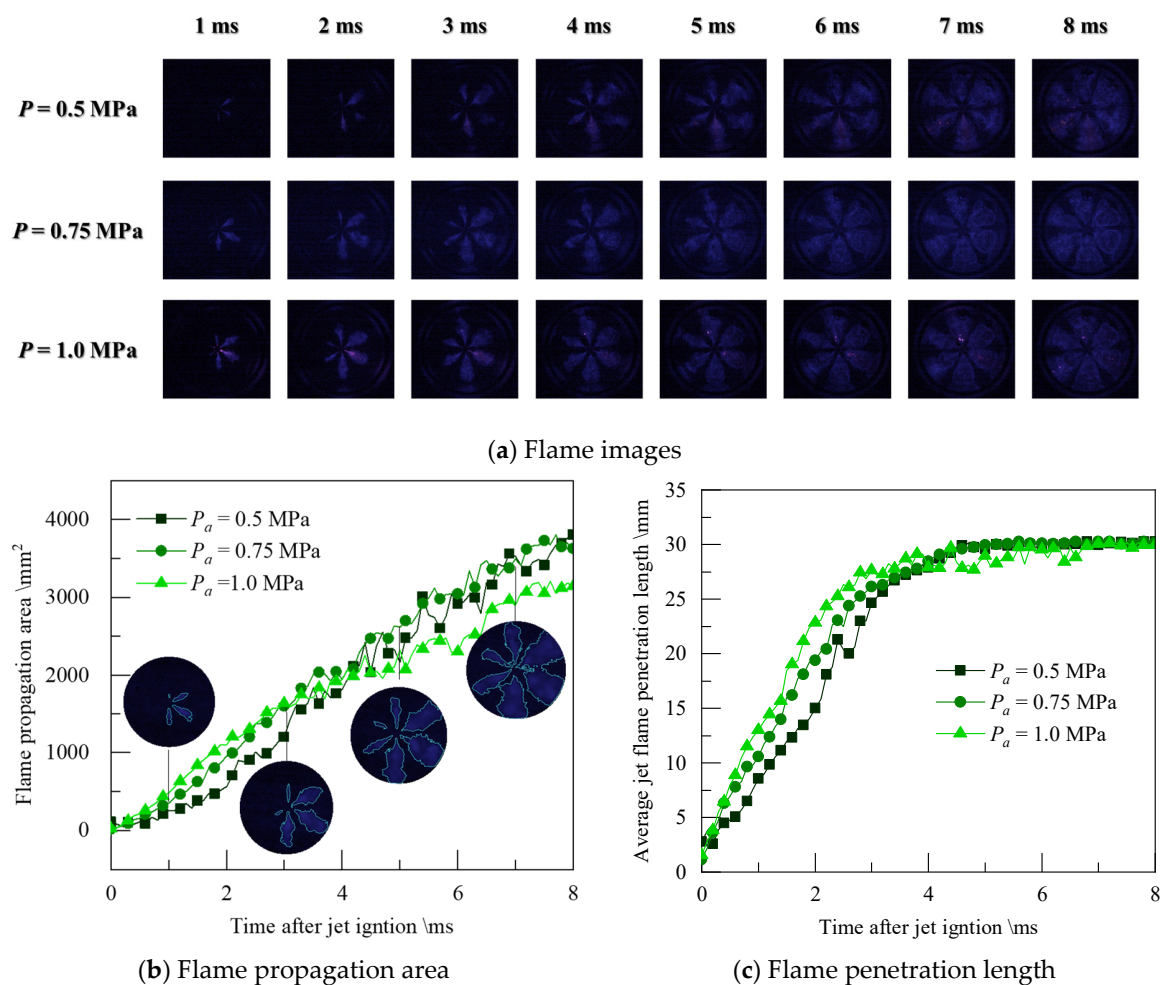 1 ms 2 ms 3 ms 4 ms 5 ms 6 ms 7 ms 8 ms
P = 0.5 MPa
P = 0.75 MPa
P = 1.0 MPa
(a) Flame images
Flame propagation area \mm²
4000
3000
2000
1000
0
Pₐ = 0.5 MPa
Pₐ = 0.75 MPa
Pₐ =1.0 MPa
0 2 4 6 8
Time after jet igntion \ms
(b) Flame propagation area
Average jet flame penetration length \mm
35
30
25
20
15
10
5
0
Pₐ = 0.5 MPa
Pₐ = 0.75 MPa
Pₐ = 1.0 MPa
0 2 4 6 8
Time after jet igntion \ms
(c) Flame penetration length